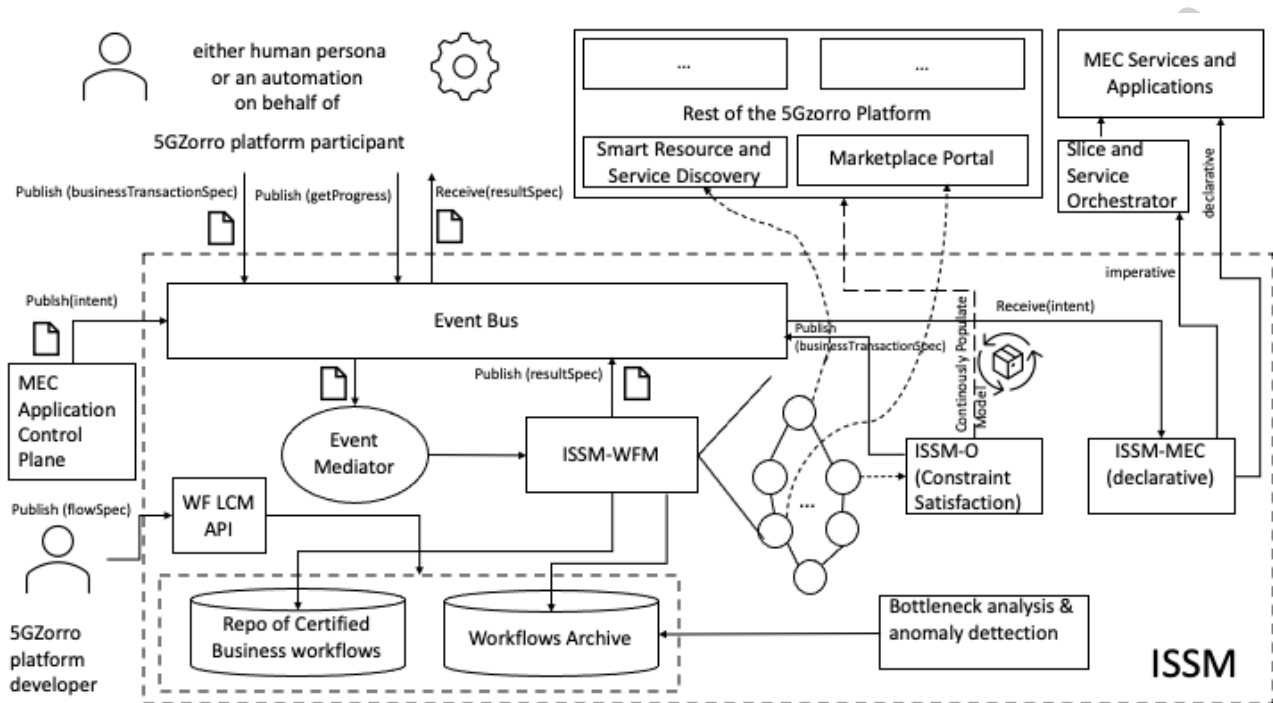 either human persona
or an automation
on behalf of
5GZorro platform participant
...
...
Rest of the 5Gzorro Platform
Smart Resource and
Service Discovery
Marketplace Portal
MEC Services and
Applications
Slice and
Service
Orchestrator
declarative
imperative
Publish (businessTransactionSpec)
Publish (getProgress)
Receive(resultSpec)
Publsh(intent)
Event Bus
Publish
(businessTransactionSpec)
Continously Populate
Model
Receive(intent)
MEC
Application
Control
Plane
Publish (resultSpec)
Event
Mediator
ISSM-WFM
...
ISSM-O
(Constraint
Satisfaction)
ISSM-MEC
(declarative)
Publish (flowSpec)
WF LCM
API
5GZorro
platform
developer
Repo of Certified
Business workflows
Workflows Archive
Bottleneck analysis &
anomaly dettection
ISSM